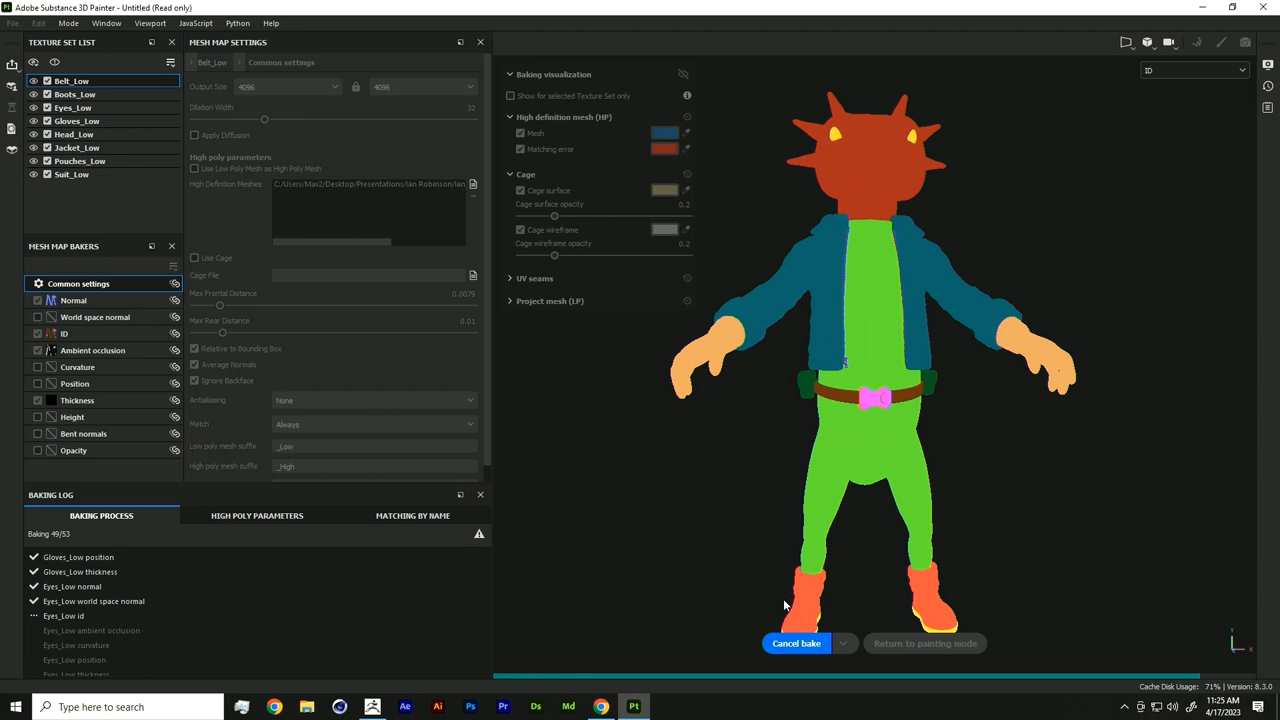 Adobe Substance 3D Painter - Untitled (Read only)
File Edit Mode Window Viewport JavaScript Python Help
TEXTURE SET LIST
Belt_Low
Boots_Low
Eyes_Low
Gloves_Low
Head_Low
Jacket_Low
Pouches_Low
Suit_Low
MESH MAP BAKERS
Common settings
Normal
World space normal
ID
Ambient occlusion
Curvature
Position
Thickness
Height
Bent normals
Opacity
MESH MAP SETTINGS
Belt_Low > Common settings
Output Size 4096 4096
Dilation Width 32
Apply Diffusion
High poly parameters
Use Low Poly Mesh as High Poly Mesh
High Definition Meshes C:/Users/Max2/Desktop/Presentations/Ian Robinson/Ian
Use Cage
Cage File
Max Frontal Distance 0.0079
Max Rear Distance 0.01
Relative to Bounding Box
Average Normals
Ignore Backface
Antialiasing None
Match Always
Low poly mesh suffix _Low
High poly mesh suffix _High
BAKING LOG
BAKING PROCESS HIGH POLY PARAMETERS MATCHING BY NAME
Baking 49/53
Gloves_Low position
Gloves_Low thickness
Eyes_Low normal
Eyes_Low world space normal
Eyes_Low id
Eyes_Low ambient occlusion
Eyes_Low curvature
Eyes_Low position
Eyes_Low thickness
Baking visualization
Show for selected Texture Set only
High definition mesh (HP)
Mesh
Matching error
Cage
Cage surface
Cage surface opacity
0.2
Cage wireframe
Cage wireframe opacity
0.2
UV seams
Projection mesh (LP)
ID
Cancel bake Return to painting mode
Y
X
Cache Disk Usage: 71% | Version: 8.3.0
Type here to search
Ae Ai Ps Pr Ds Md Pt
11:25 AM
4/17/2023